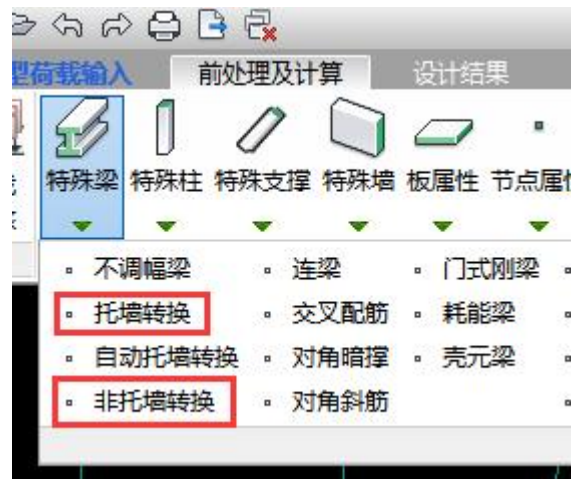 型荷载输入 前处理及计算 设计结果
特殊梁 特殊柱 特殊支撑 特殊墙 板属性 节点属
不调幅梁 连梁 门式刚梁
托墙转换 交叉配筋 耗能梁
自动托墙转换 对角暗撑 壳元梁
非托墙转换 对角斜筋